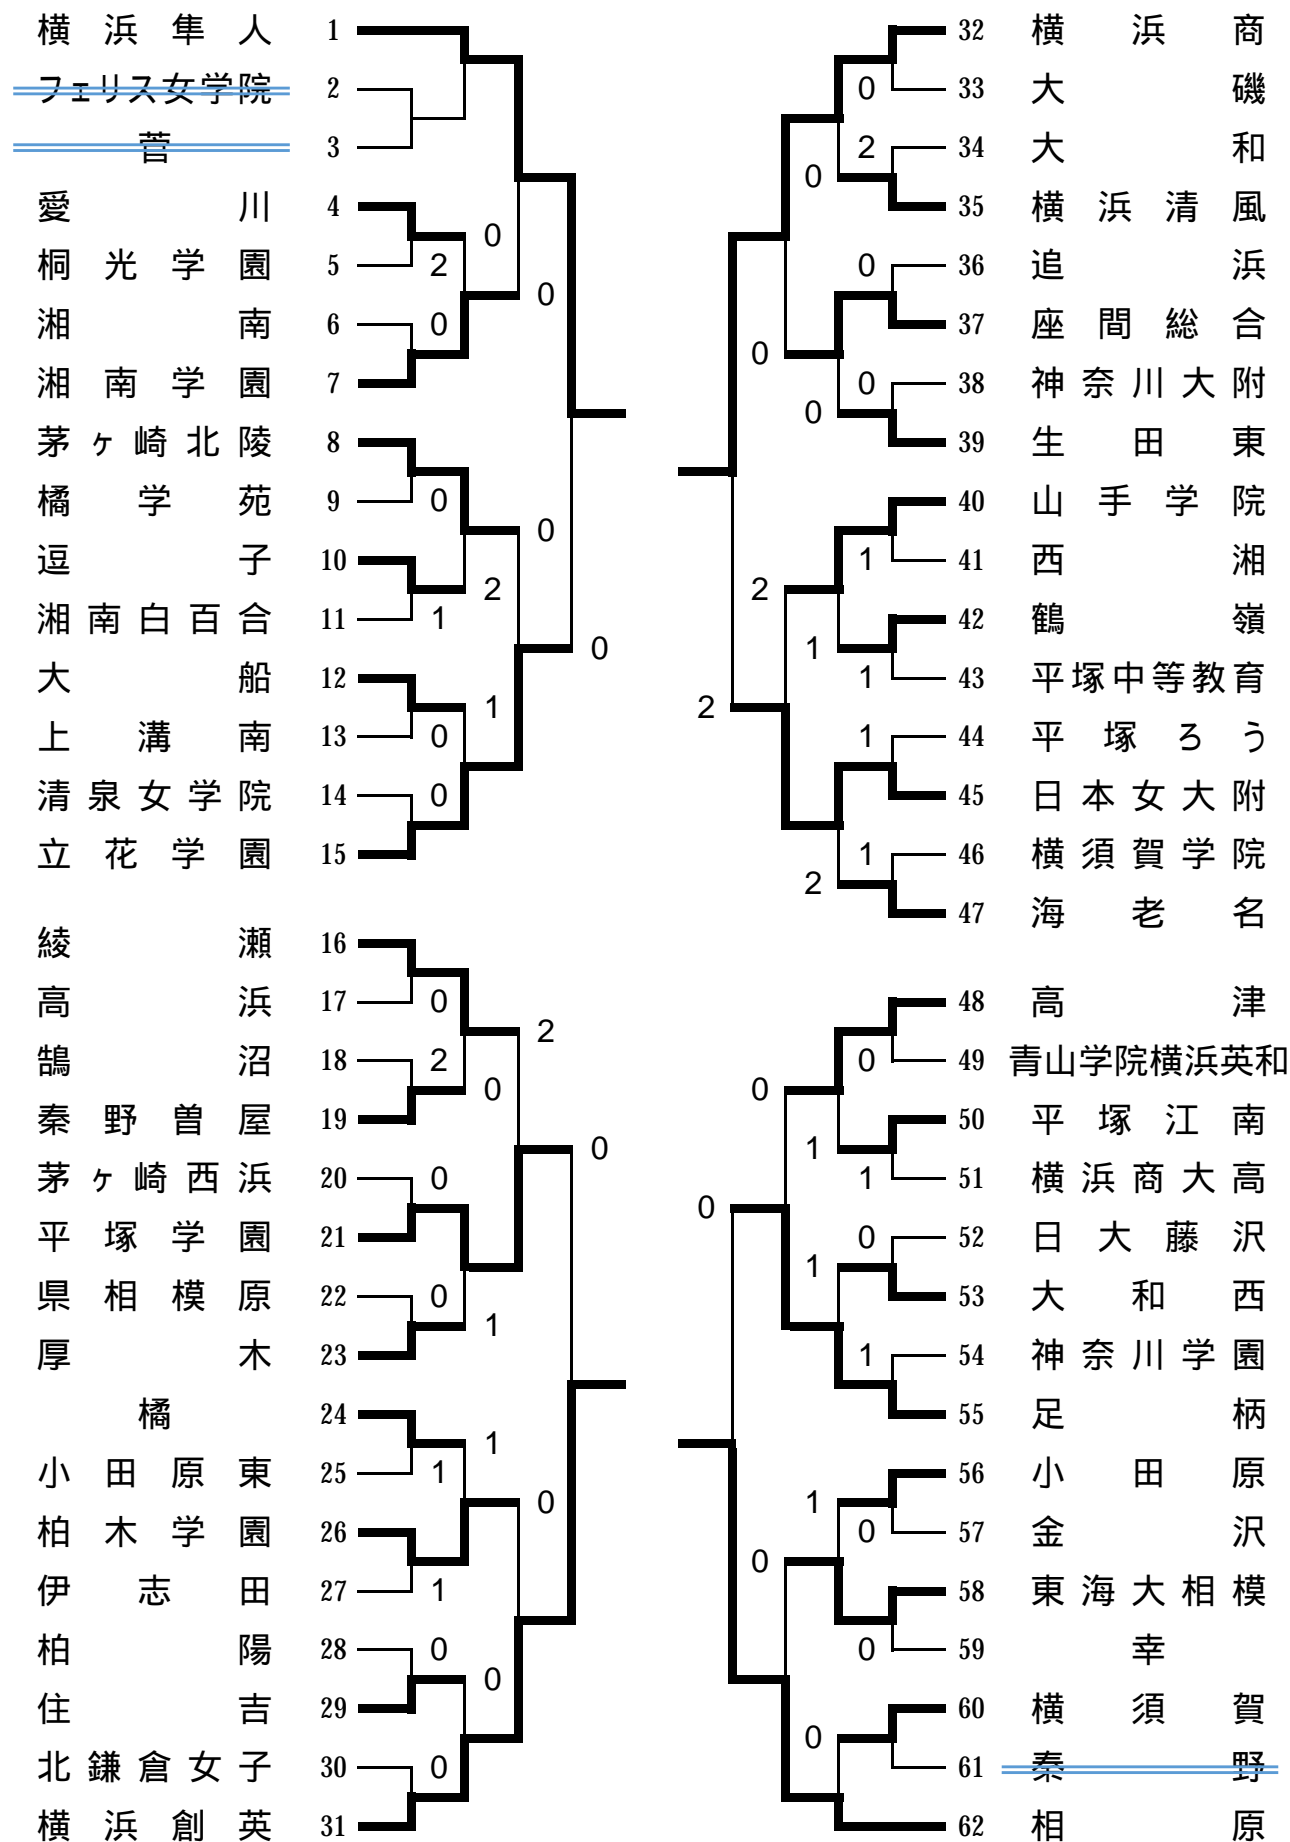 横浜隼人 1
フェリス女学院 2
菅 3
愛川 4
0
桐光学園 5 2
0
湘南 6 0
湘南学園 7
茅ヶ崎北陵 8
橘学苑 9 0
0
逗子 10
2
湘南白百合 11 1
0
大船 12
1
上溝南 13 0
清泉女学院 14 0
立花学園 15
綾瀬 16
高浜 17 0
2
鵠沼 18 2
0
秦野曽屋 19
0
茅ヶ崎西浜 20 0
平塚学園 21
県相模原 22 0
1
厚木 23
橘 24
1
小田原東 25 1
0
柏木学園 26
伊志田 27 1
柏陽 28 0
0
住吉 29
北鎌倉女子 30 0
横浜創英 31
32 横浜商
0 33 大磯
2 34 大和
0
35 横浜清風
0 36 追浜
37 座間総合
0
0 38 神奈川大附
0
39 生田東
40 山手学院
1 41 西湘
2
42 鶴嶺
1
1 43 平塚中等教育
2
1 44 平塚ろう
45 日本女大附
1 46 横須賀学院
2
47 海老名
48 高津
0 49 青山学院横浜英和
0
50 平塚江南
1
1 51 横浜商大高
0
0 52 日大藤沢
1
53 大和西
1 54 神奈川学園
55 足柄
56 小田原
1
0 57 金沢
0
58 東海大相模
0 59 幸
60 横須賀
0
61 秦野
62 相原